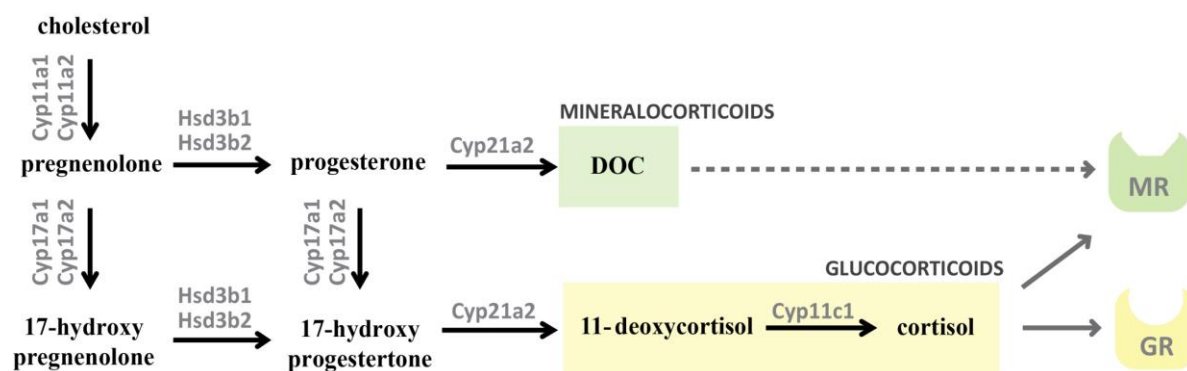 cholesterol
Cyp11a1
Cyp11a2
Hsd3b1
Hsd3b2
MINERALOCORTICOIDS
pregnenolone
progesterone
Cyp21a2
DOC
MR
Cyp17a1
Cyp17a2
Cyp17a1
Cyp17a2
GLUCOCORTICOIDS
17-hydroxy
pregnenolone
Hsd3b1
Hsd3b2
17-hydroxy
progestertone
Cyp21a2
11-deoxycortisol
Cyp11c1
cortisol
GR